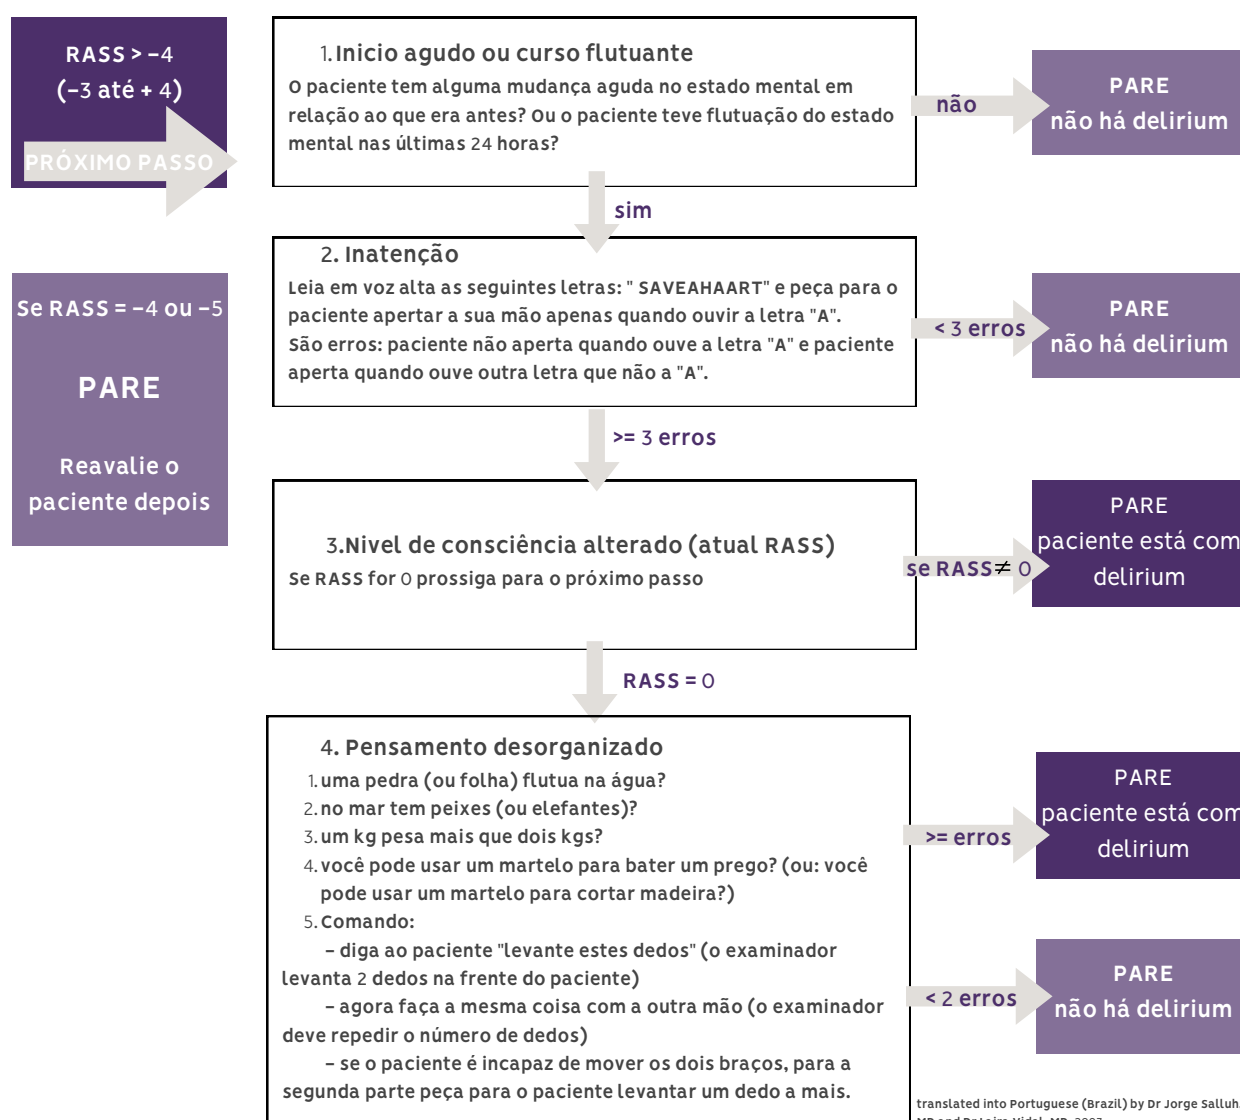 RASS > -4
(-3 até + 4)
PRÓXIMO PASSO
Se RASS = -4 ou -5
PARE
Reavalie o
paciente depois
1. Inicio agudo ou curso flutuante
O paciente tem alguma mudança aguda no estado mental em
relação ao que era antes? Ou o paciente teve flutuação do estado
mental nas últimas 24 horas?
não
PARE
não há delirium
sim
2. Inatenção
Leia em voz alta as seguintes letras: " SAVEAHAART" e peça para o
paciente apertar a sua mão apenas quando ouvir a letra "A".
São erros: paciente não aperta quando ouve a letra "A" e paciente
aperta quando ouve outra letra que não a "A".
< 3 erros
PARE
não há delirium
>= 3 erros
3.Nivel de consciência alterado (atual RASS)
Se RASS for 0 prossiga para o próximo passo
se RASS ≠ 0
PARE
paciente está com
delirium
RASS = 0
4. Pensamento desorganizado
1. uma pedra (ou folha) flutua na água?
2. no mar tem peixes (ou elefantes)?
3. um kg pesa mais que dois kgs?
4. você pode usar um martelo para bater um prego? (ou: você
pode usar um martelo para cortar madeira?)
5. Comando:
- diga ao paciente "levante estes dedos" (o examinador
levanta 2 dedos na frente do paciente)
- agora faça a mesma coisa com a outra mão (o examinador
deve repedir o número de dedos)
- se o paciente é incapaz de mover os dois braços, para a
segunda parte peça para o paciente levantar um dedo a mais.
>= erros
PARE
paciente está com
delirium
< 2 erros
PARE
não há delirium
translated into Portuguese (Brazil) by Dr Jorge Salluh,